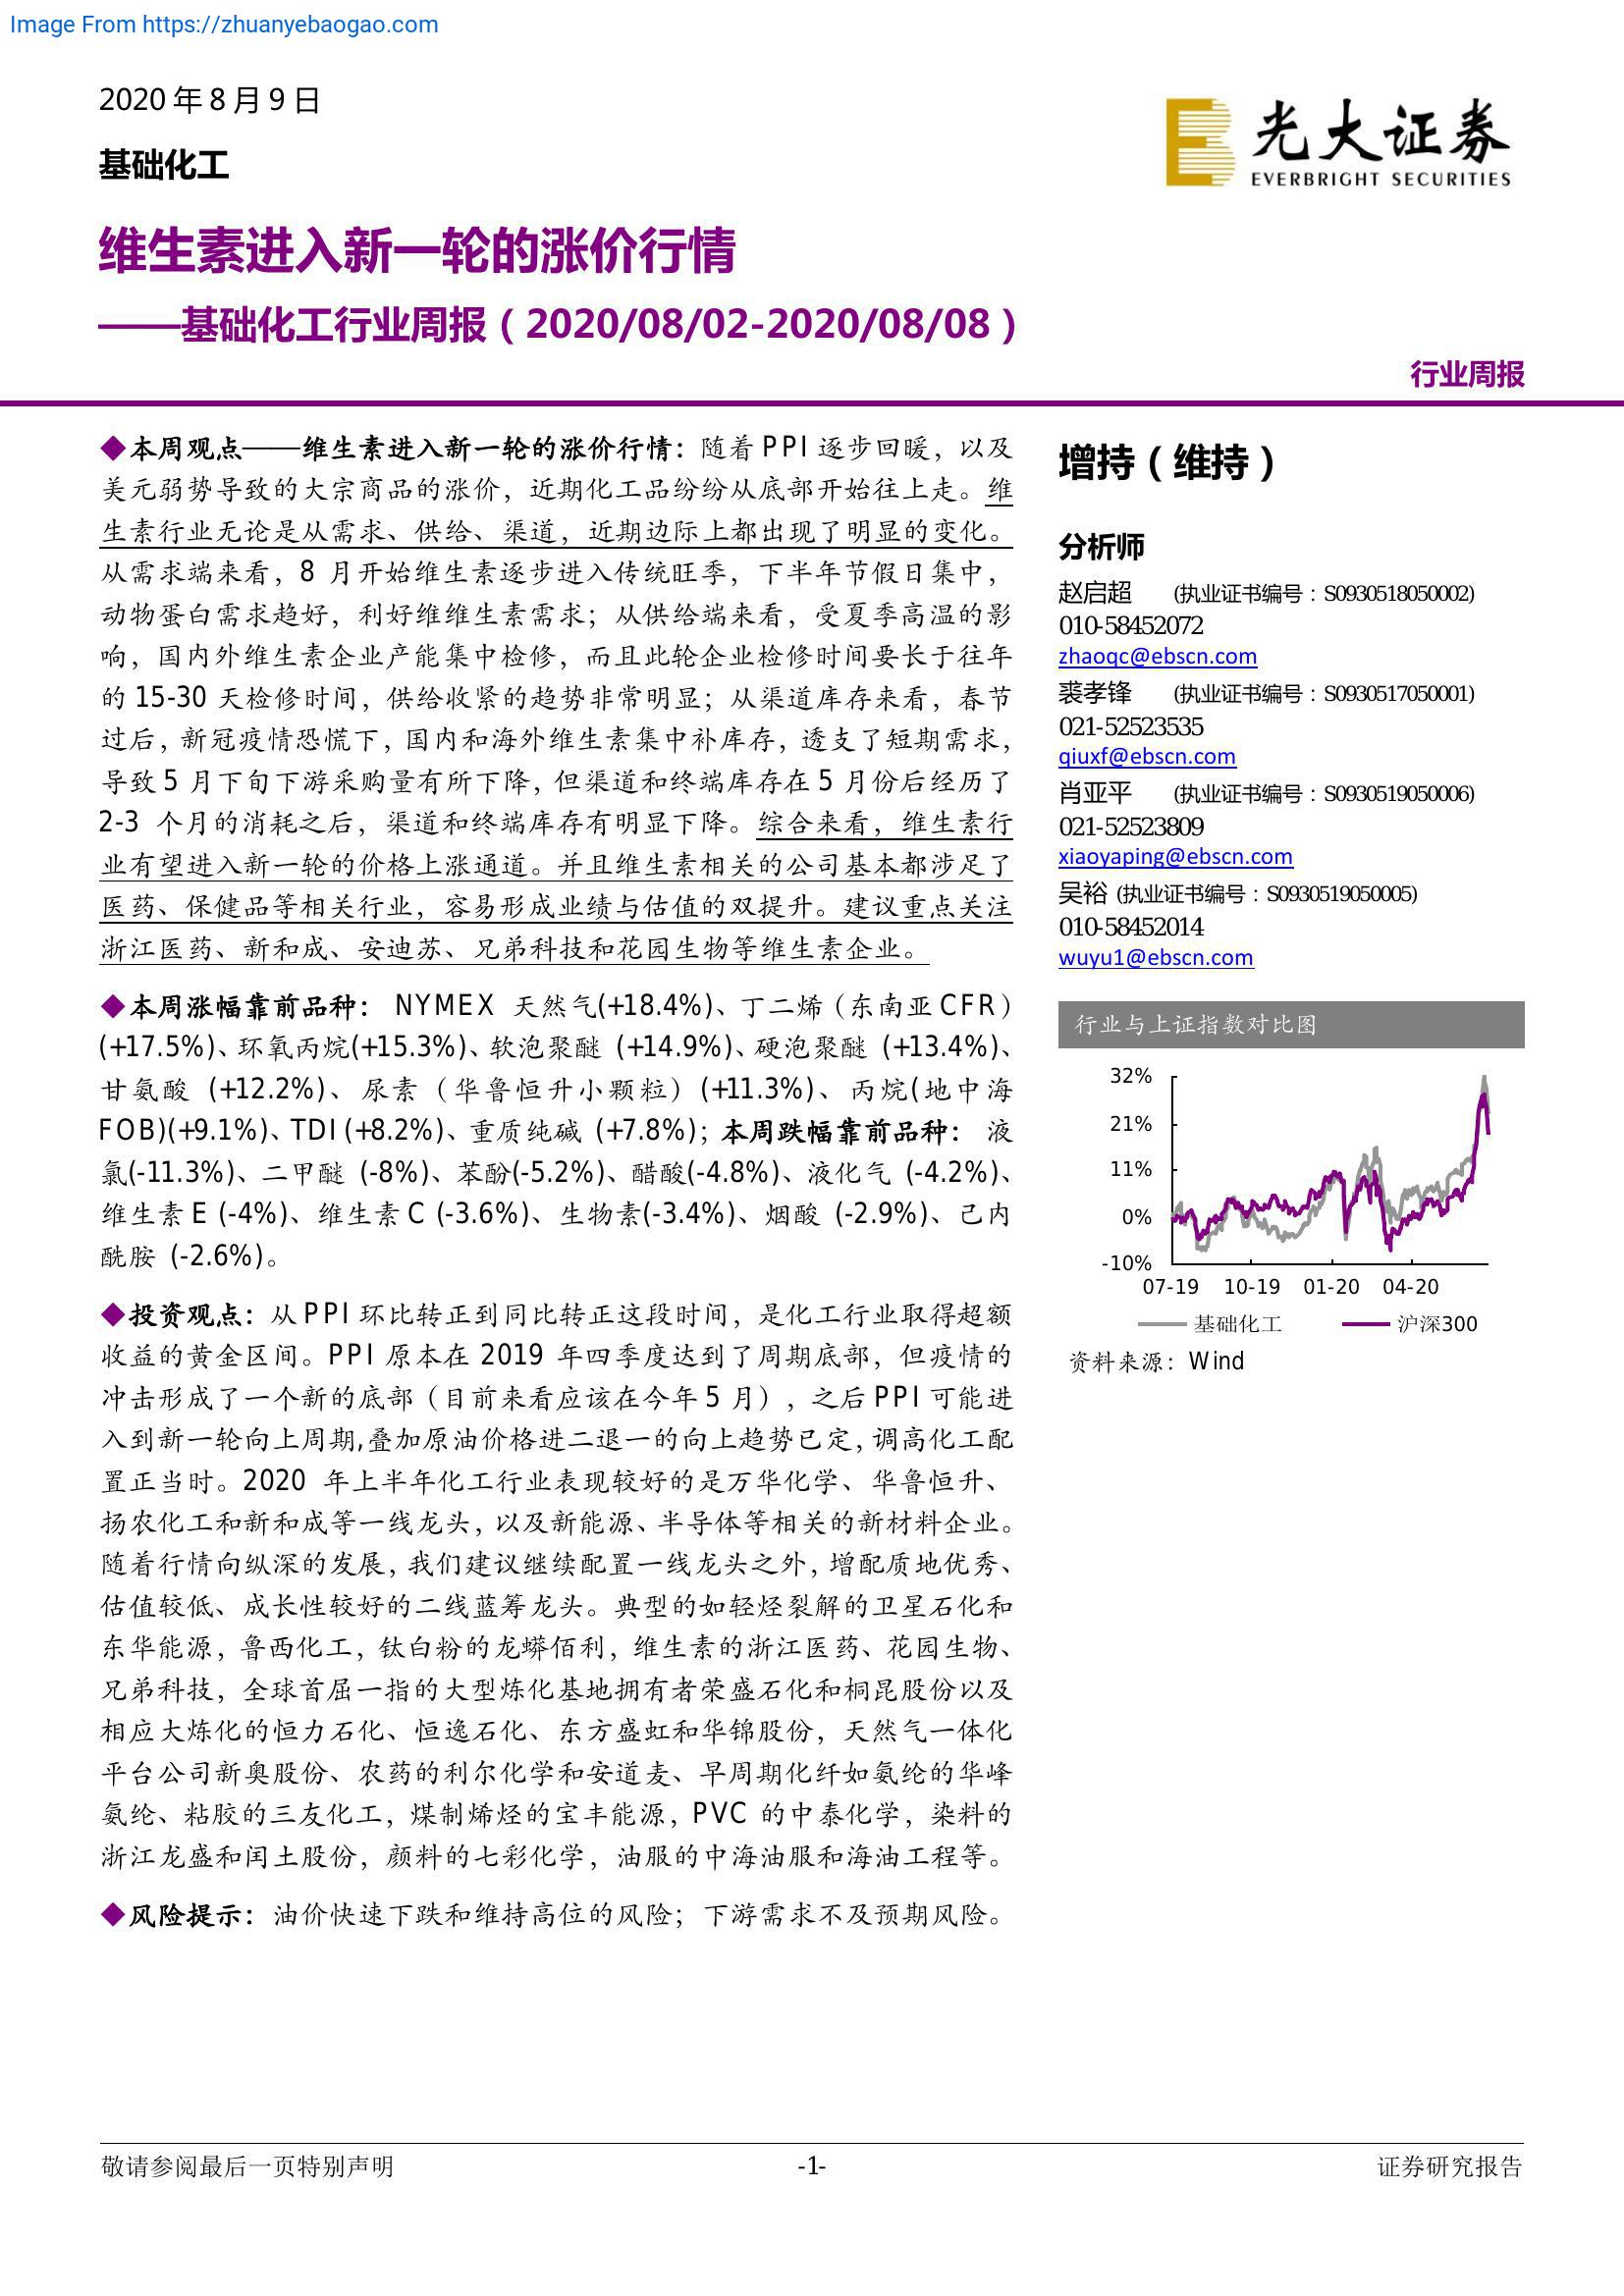 Image From https://zhuanyebaogao.com
2020 年 8 月 9 日
基础化工
光大证券
EVERBRIGHT SECURITIES
维生素进入新一轮的涨价行情
——基础化工行业周报（2020/08/02-2020/08/08）
行业周报
◆本周观点——维生素进入新一轮的涨价行情：随着 PPI 逐步回暖，以及
美元弱势导致的大宗商品的涨价，近期化工品纷纷从底部开始往上走。维
生素行业无论是从需求、供给、渠道，近期边际上都出现了明显的变化。
从需求端来看，8 月开始维生素逐步进入传统旺季，下半年节假日集中，
动物蛋白需求趋好，利好维维生素需求；从供给端来看，受夏季高温的影
响，国内外维生素企业产能集中检修，而且此轮企业检修时间要长于往年
的 15-30 天检修时间，供给收紧的趋势非常明显；从渠道库存来看，春节
过后，新冠疫情恐慌下，国内和海外维生素集中补库存，透支了短期需求，
导致 5 月下旬下游采购量有所下降，但渠道和终端库存在 5 月份后经历了
2-3 个月的消耗之后，渠道和终端库存有明显下降。综合来看，维生素行
业有望进入新一轮的价格上涨通道。并且维生素相关的公司基本都涉足了
医药、保健品等相关行业，容易形成业绩与估值的双提升。建议重点关注
浙江医药、新和成、安迪苏、兄弟科技和花园生物等维生素企业。
◆本周涨幅靠前品种： NYMEX 天然气(+18.4%)、丁二烯（东南亚 CFR）
(+17.5%)、环氧丙烷(+15.3%)、软泡聚醚 (+14.9%)、硬泡聚醚 (+13.4%)、
甘氨酸 (+12.2%)、尿素（华鲁恒升小颗粒）(+11.3%)、丙烷(地中海
FOB)(+9.1%)、TDI (+8.2%)、重质纯碱 (+7.8%)；本周跌幅靠前品种： 液
氯(-11.3%)、二甲醚 (-8%)、苯酚(-5.2%)、醋酸(-4.8%)、液化气 (-4.2%)、
维生素 E (-4%)、维生素 C (-3.6%)、生物素(-3.4%)、烟酸 (-2.9%)、己内
酰胺 (-2.6%)。
◆投资观点：从 PPI 环比转正到同比转正这段时间，是化工行业取得超额
收益的黄金区间。PPI 原本在 2019 年四季度达到了周期底部，但疫情的
冲击形成了一个新的底部（目前来看应该在今年 5 月），之后 PPI 可能进
入到新一轮向上周期,叠加原油价格进二退一的向上趋势已定，调高化工配
置正当时。2020 年上半年化工行业表现较好的是万华化学、华鲁恒升、
扬农化工和新和成等一线龙头，以及新能源、半导体等相关的新材料企业。
随着行情向纵深的发展，我们建议继续配置一线龙头之外，增配质地优秀、
估值较低、成长性较好的二线蓝筹龙头。典型的如轻烃裂解的卫星石化和
东华能源，鲁西化工，钛白粉的龙蟒佰利，维生素的浙江医药、花园生物、
兄弟科技，全球首屈一指的大型炼化基地拥有者荣盛石化和桐昆股份以及
相应大炼化的恒力石化、恒逸石化、东方盛虹和华锦股份，天然气一体化
平台公司新奥股份、农药的利尔化学和安道麦、早周期化纤如氨纶的华峰
氨纶、粘胶的三友化工，煤制烯烃的宝丰能源，PVC 的中泰化学，染料的
浙江龙盛和闰土股份，颜料的七彩化学，油服的中海油服和海油工程等。
◆风险提示：油价快速下跌和维持高位的风险；下游需求不及预期风险。
增持（维持）
分析师
赵启超 (执业证书编号：S0930518050002)
010-58452072
zhaoqc@ebscn.com
裘孝锋 (执业证书编号：S0930517050001)
021-52523535
qiuxf@ebscn.com
肖亚平 (执业证书编号：S0930519050006)
021-52523809
xiaoyaping@ebscn.com
吴裕 (执业证书编号：S0930519050005)
010-58452014
wuyu1@ebscn.com
行业与上证指数对比图
32%
21%
11%
0%
-10%
07-19 10-19 01-20 04-20
基础化工 沪深300
资料来源：Wind
敬请参阅最后一页特别声明 -1- 证券研究报告